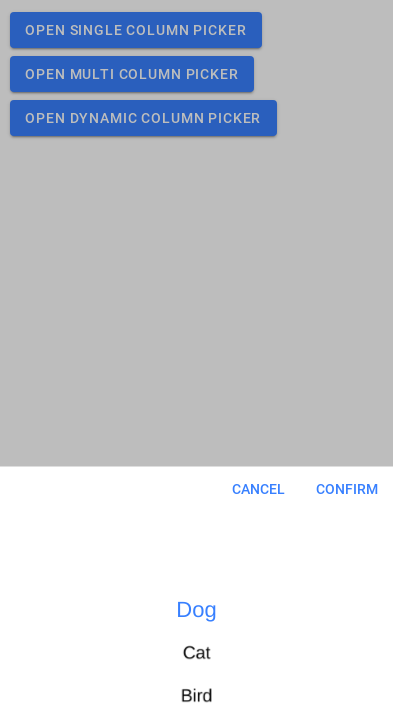 OPEN SINGLE COLUMN PICKER
OPEN MULTI COLUMN PICKER
OPEN DYNAMIC COLUMN PICKER
CANCEL CONFIRM
Dog
Cat
Bird